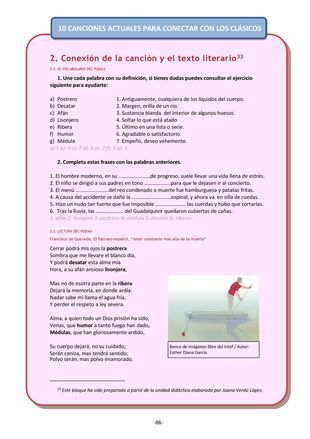 10 CANCIONES ACTUALES PARA CONECTAR CON LOS CLÁSICOS
2. Conexión de la canción y el texto literario33
2.1. EL VOCABULARIO DEL POEMA
1. Une cada palabra con su definición, si tienes dudas puedes consultar el ejercicio
siguiente para ayudarte:
a) Postrero 1. Antiguamente, cualquiera de los líquidos del cuerpo.
b) Desatar 2. Margen, orilla de un río.
c) Afán 3. Sustancia blanda del interior de algunos huesos.
d) Lisonjero 4. Soltar lo que está atado
e) Ribera 5. Último en una lista o serie.
f) Humor 6. Agradable o satisfactorio.
g) Médula 7. Empeño, deseo vehemente.
a) 5 b) 4 c) 7 d) 6 e) 2 f) 1 g) 3
2. Completa estas frases con las palabras anteriores.
1. El hombre moderno, en su ……………….de progreso, suele llevar una vida llena de estrés.
2. El niño se dirigió a sus padres en tono ……………..para que le dejasen ir al concierto.
3. El menú ………………..del reo condenado a muerte fue hamburguesa y patatas fritas.
4. A causa del accidente se dañó la …………………espinal, y ahora va en silla de ruedas.
5. Hizo un nudo tan fuerte que fue imposible ……………… las cuerdas y hubo que cortarlas.
6. Tras la lluvia, las ……………… del Guadalquivir quedaron cubiertas de cañas.
1- afán 2- lisonjero 3- postrero 4- médula 5- desatar 6- riberas
2.2. LECTURA DEL POEMA
Francisco de Quevedo, El Parnaso español, "Amor constante mas alla de la muerte"
Cerrar podrá mis ojos la postrera
Sombra que me llevare el blanco día,
Y podrá desatar esta alma mía
Hora, a su afán ansioso lisonjera;
Mas no de esotra parte en la ribera
Dejará la memoria, en donde ardía:
Nadar sabe mi llama el agua fría,
Y perder el respeto a ley severa.
Alma, a quien todo un Dios prisión ha sido,
Venas, que humor a tanto fuego han dado,
Médulas, que han gloriosamente ardido,
Su cuerpo dejará, no su cuidado;
Serán ceniza, mas tendrá sentido;
Polvo serán, mas polvo enamorado.
Banco de imágenes libre del Intef / Autor:
Esther Diana García
33 Este bloque ha sido preparado a partir de la unidad didáctica elaborada por Juana Verdú López.
-86-